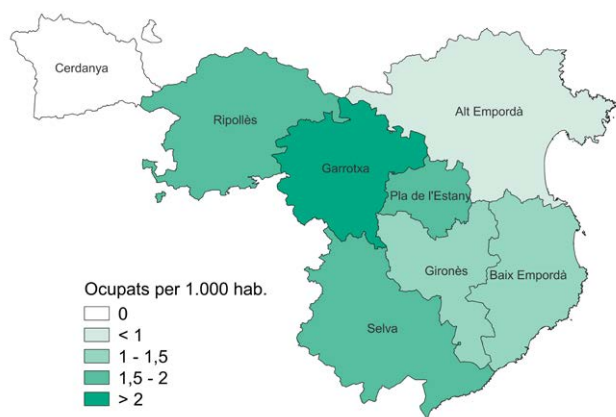 Cerdanya
Ripollès
Alt Empordà
Garrotxa
Pla de l'Estany
Gironès
Baix Empordà
Selva
Ocupats per 1.000 hab.
0
< 1
1 - 1,5
1,5 - 2
> 2